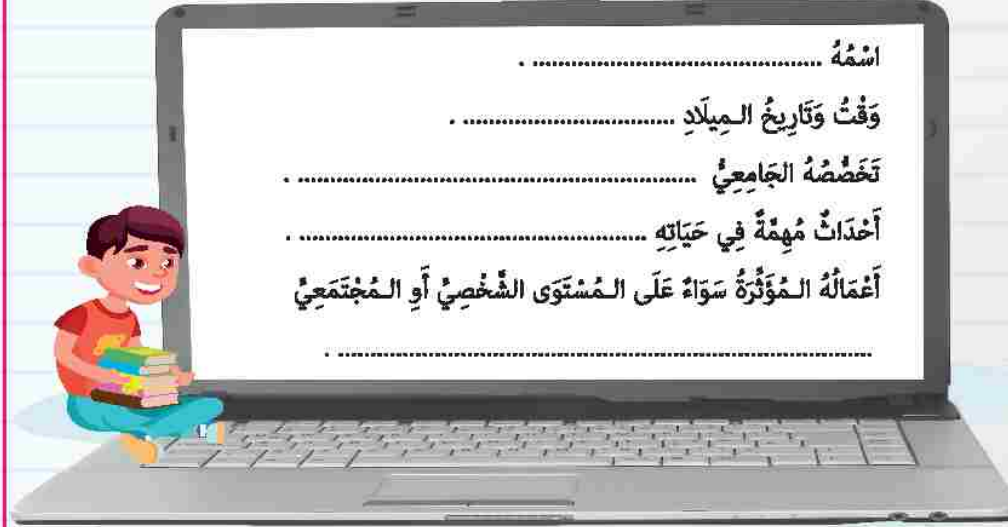 اسْمُهُ ............................................ .
وَقْتُ وَتَارِيخُ الـمِيلَادِ ................................ .
تَخَصُّصُهُ الجَامِعِيُّ ............................................................ .
أَحْدَاثٌ مُهِمَّةٌ فِي حَيَاتِهِ ..................................................... .
أَعْمَالُهُ الـمُؤَثِّرَةُ سَوَاءٌ عَلَى الـمُسْتَوَى الشَّخْصِيِّ أَوِ الـمُجْتَمَعِيِّ
................................................................................ .